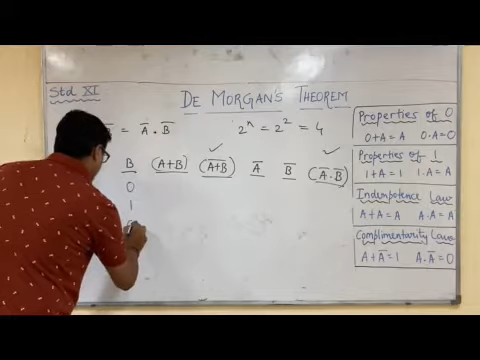 Std XI
DE MORGAN'S THEOREM
= A̅ . B̅ 2ⁿ = 2² = 4
B (A+B) (A̅+̅B̅) A̅ B̅ (A̅.B̅)
0
1
Properties of 0
0+A = A 0.A = 0
Properties of 1
1+A = 1 1.A = A
Indempotence Law
A+A = A A.A = A
Complimentarity Law
A+A̅ = 1 A.A̅ = 0